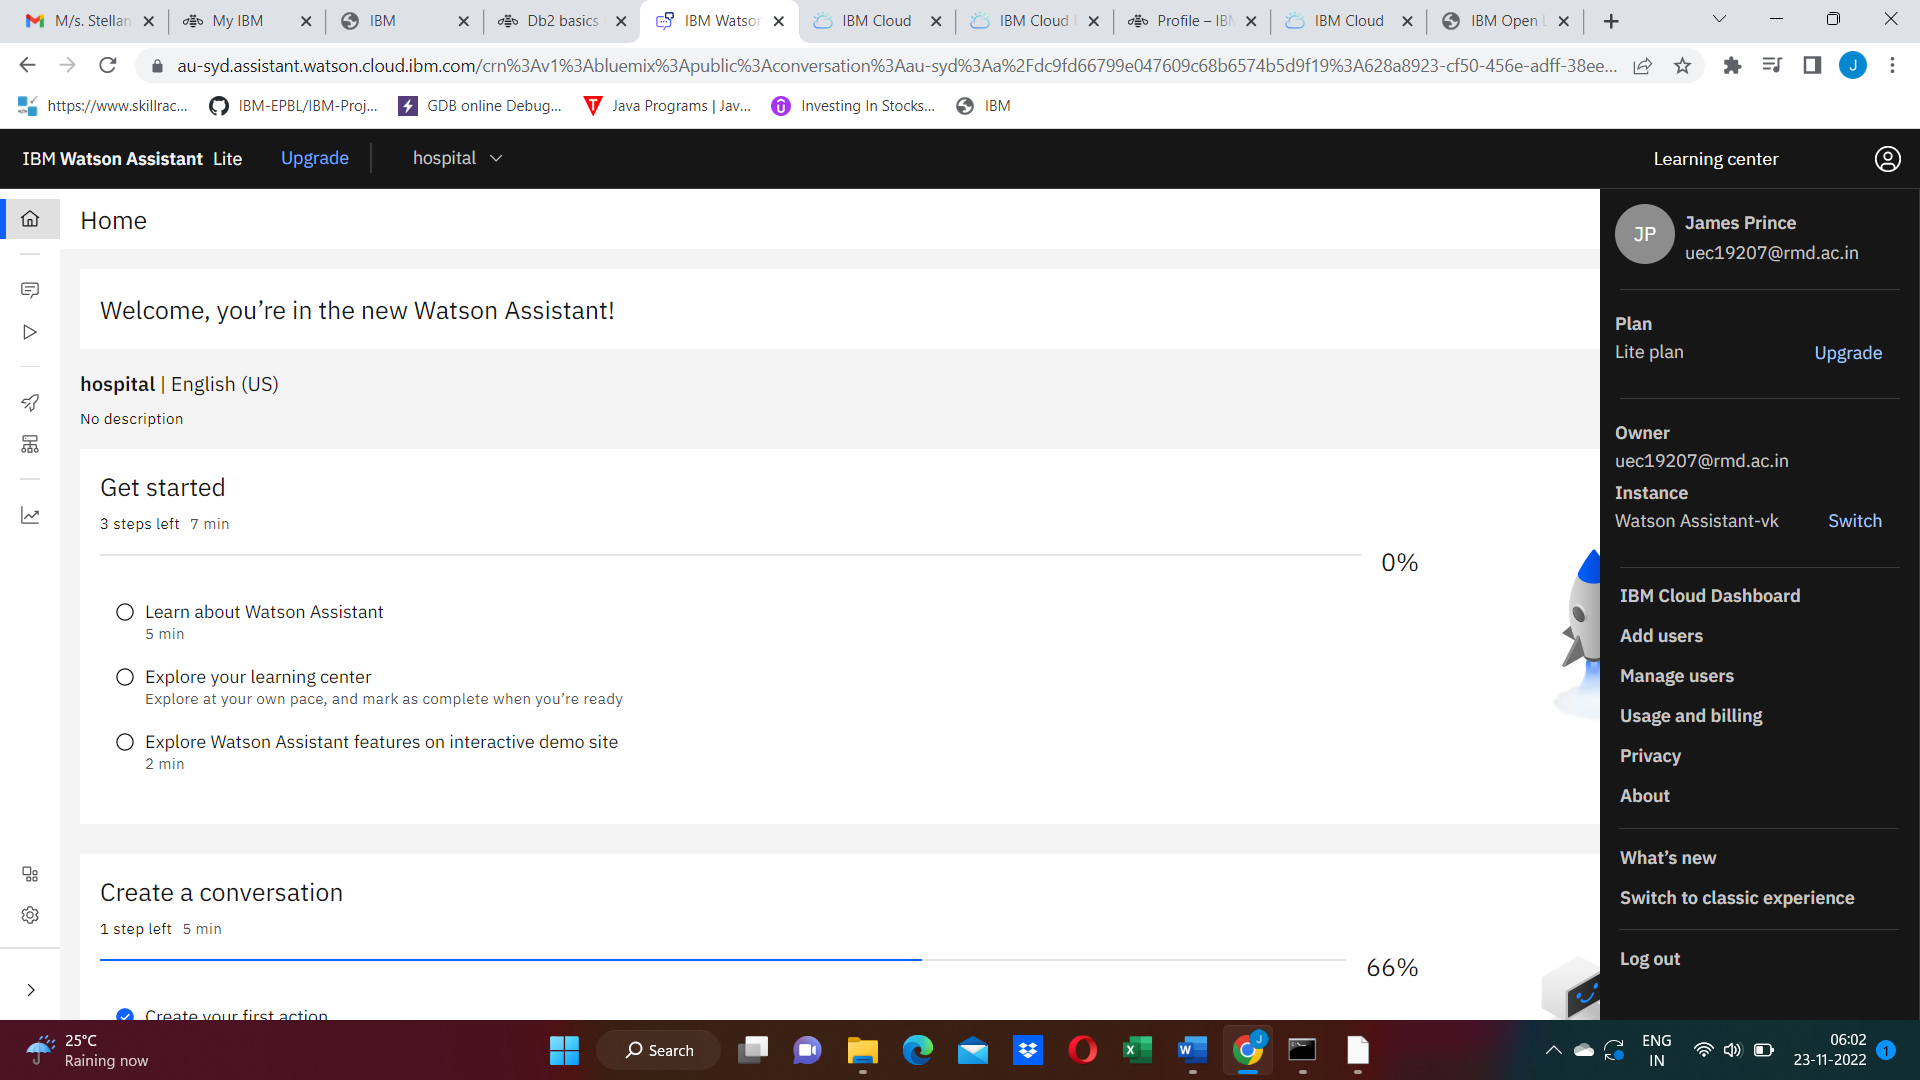 M/s. Stellan
My IBM
IBM
Db2 basics
IBM Watson
IBM Cloud
IBM Cloud
Profile – IBM
IBM Cloud
IBM Open
au-syd.assistant.watson.cloud.ibm.com/crn%3Av1%3Abluemix%3Apublic%3Aconversation%3Aau-syd%3Aa%2Fdc9fd66799e047609c68b6574b5d9f19%3A628a8923-cf50-456e-adff-38ee...
J
https://www.skillrac...
IBM-EPBL/IBM-Proj...
GDB online Debug...
Java Programs | Jav...
Investing In Stocks...
IBM
IBM Watson Assistant Lite
Upgrade
hospital
Learning center
Home
Welcome, you’re in the new Watson Assistant!
hospital | English (US)
No description
Get started
3 steps left 7 min
0%
Learn about Watson Assistant
5 min
Explore your learning center
Explore at your own pace, and mark as complete when you’re ready
Explore Watson Assistant features on interactive demo site
2 min
Create a conversation
1 step left 5 min
66%
Create your first action
JP
James Prince
uec19207@rmd.ac.in
Plan
Lite plan
Upgrade
Owner
uec19207@rmd.ac.in
Instance
Watson Assistant-vk
Switch
IBM Cloud Dashboard
Add users
Manage users
Usage and billing
Privacy
About
What’s new
Switch to classic experience
Log out
25°C
Raining now
Search
J
ENG
IN
06:02
23-11-2022
1